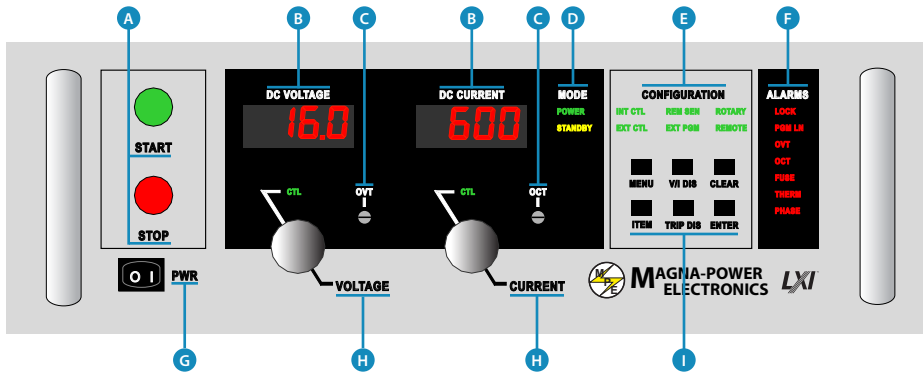 A B C B C D E F
DC VOLTAGE DC CURRENT MODE CONFIGURATION ALARMS
16.0 600 POWER INT CTL REM SEN ROTARY LOCK
STANDBY EXT CTL EXT PGM REMOTE PGM LN
START OVT
OCT
MENU V/I DIS CLEAR FUSE
CTL OVT CTL OCT THERM
STOP ITEM TRIP DIS ENTER PHASE
O I PWR VOLTAGE CURRENT MPE MAGNA-POWER
ELECTRONICS LXI
G H H I